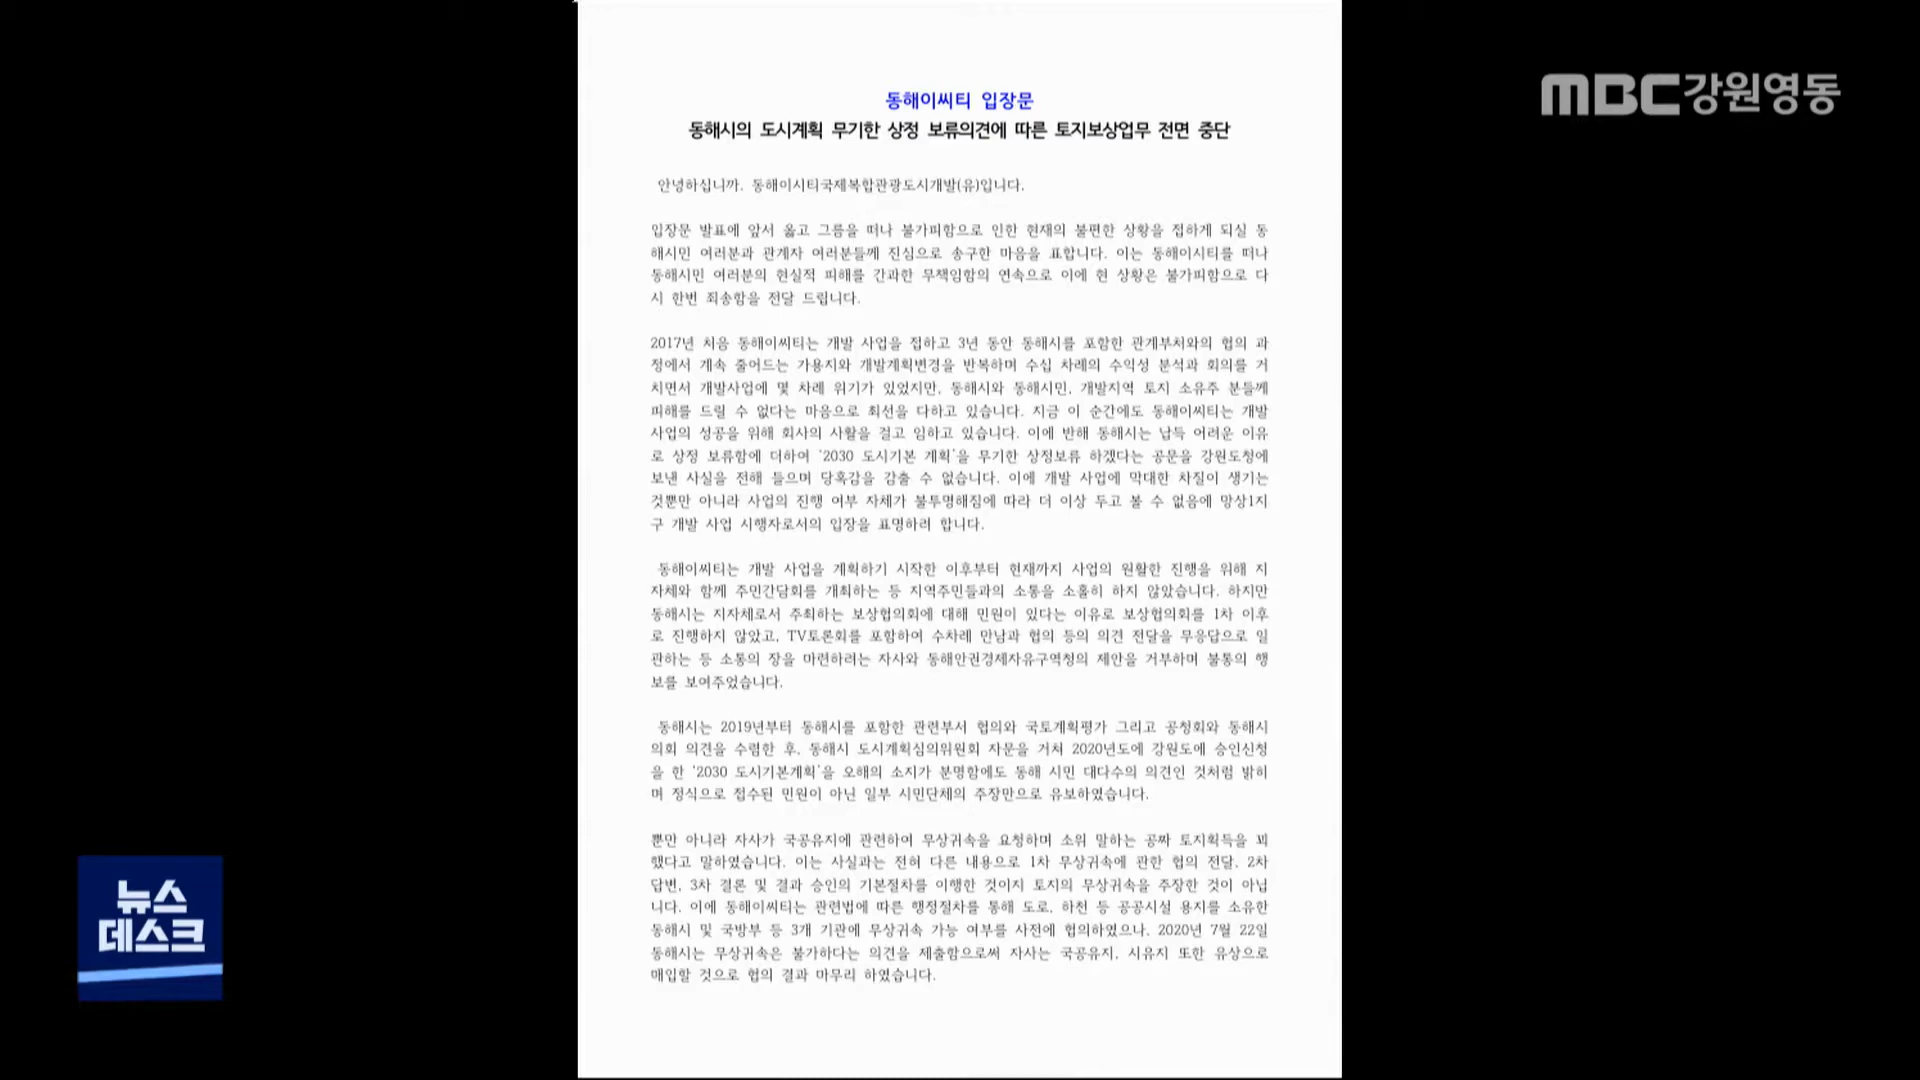 MBC강원영동
동해이씨티 입장문
동해시의 도시계획 무기한 상정 보류의견에 따른 토지보상업무 전면 중단
안녕하십니까. 동해이시티국제복합관광도시개발(유)입니다.
입장문 발표에 앞서 옳고 그름을 떠나 불가피함으로 인한 현재의 불편한 상황을 접하게 되실 동
해시민 여러분과 관계자 여러분들께 진심으로 송구한 마음을 표합니다. 이는 동해이시티를 떠나
동해시민 여러분의 현실적 피해를 간과한 무책임함의 연속으로 이에 현 상황은 불가피함으로 다
시 한번 죄송함을 전달 드립니다.
2017년 처음 동해이씨티는 개발 사업을 접하고 3년 동안 동해시를 포함한 관계부처와의 협의 과
정에서 계속 줄어드는 가용지와 개발계획변경을 반복하며 수십 차례의 수익성 분석과 회의를 거
치면서 개발사업에 몇 차례 위기가 있었지만, 동해시와 동해시민, 개발지역 토지 소유주 분들께
피해를 드릴 수 없다는 마음으로 최선을 다하고 있습니다. 지금 이 순간에도 동해이씨티는 개발
사업의 성공을 위해 회사의 사활을 걸고 임하고 있습니다. 이에 반해 동해시는 납득 어려운 이유
로 상정 보류함에 더하여 '2030 도시기본 계획'을 무기한 상정보류 하겠다는 공문을 강원도청에
보낸 사실을 전해 들으며 당혹감을 감출 수 없습니다. 이에 개발 사업에 막대한 차질이 생기는
것뿐만 아니라 사업의 진행 여부 자체가 불투명해짐에 따라 더 이상 두고 볼 수 없음에 망상1지
구 개발 사업 시행자로서의 입장을 표명하려 합니다.
동해이씨티는 개발 사업을 계획하기 시작한 이후부터 현재까지 사업의 원활한 진행을 위해 지
자체와 함께 주민간담회를 개최하는 등 지역주민들과의 소통을 소홀히 하지 않았습니다. 하지만
동해시는 지자체로서 주최하는 보상협의회에 대해 민원이 있다는 이유로 보상협의회를 1차 이후
로 진행하지 않았고, TV토론회를 포함하여 수차례 만남과 협의 등의 의견 전달을 무응답으로 일
관하는 등 소통의 장을 마련하려는 자사와 동해안권경제자유구역청의 제안을 거부하며 불통의 행
보를 보여주었습니다.
동해시는 2019년부터 동해시를 포함한 관련부서 협의와 국토계획평가 그리고 공청회와 동해시
의회 의견을 수렴한 후, 동해시 도시계획심의위원회 자문을 거쳐 2020년도에 강원도에 승인신청
을 한 '2030 도시기본계획'을 오해의 소지가 분명함에도 동해 시민 대다수의 의견인 것처럼 밝히
며 정식으로 접수된 민원이 아닌 일부 시민단체의 주장만으로 유보하였습니다.
뿐만 아니라 자사가 국공유지에 관련하여 무상귀속을 요청하며 소위 말하는 공짜 토지획득을 꾀
했다고 말하였습니다. 이는 사실과는 전혀 다른 내용으로 1차 무상귀속에 관한 협의 전달, 2차
답변, 3차 결론 및 결과 승인의 기본절차를 이행한 것이지 토지의 무상귀속을 주장한 것이 아닙
니다. 이에 동해이씨티는 관련법에 따른 행정절차를 통해 도로, 하천 등 공공시설 용지를 소유한
동해시 및 국방부 등 3개 기관에 무상귀속 가능 여부를 사전에 협의하였으나, 2020년 7월 22일
동해시는 무상귀속은 불가하다는 의견을 제출함으로써 자사는 국공유지, 시유지 또한 유상으로
매입할 것으로 협의 결과 마무리 하였습니다.
뉴스
데스크